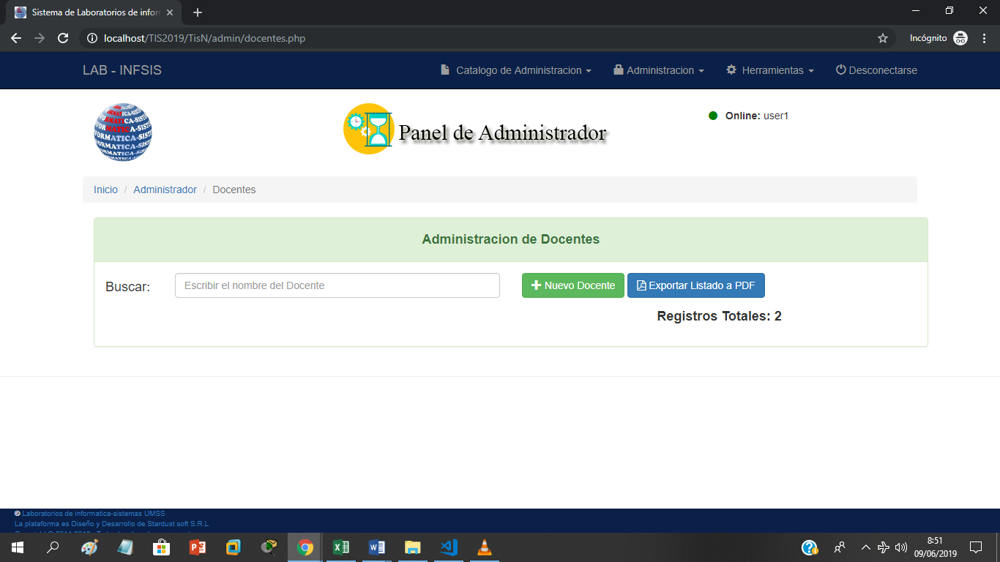 Sistema de Laboratorios de infor
localhost/TIS2019/TisN/admin/docentes.php
Incógnito
LAB - INFSIS
Catalogo de Administracion
Administracion
Herramientas
Desconectarse
Panel de Administrador
Online: user1
Inicio / Administrador / Docentes
Administracion de Docentes
Buscar:
Escribir el nombre del Docente
Nuevo Docente
Exportar Listado a PDF
Registros Totales: 2
© Laboratorios de informatica-sistemas UMSS
La plataforma es Diseño y Desarrollo de Stardust soft S.R.L
8:51
09/06/2019